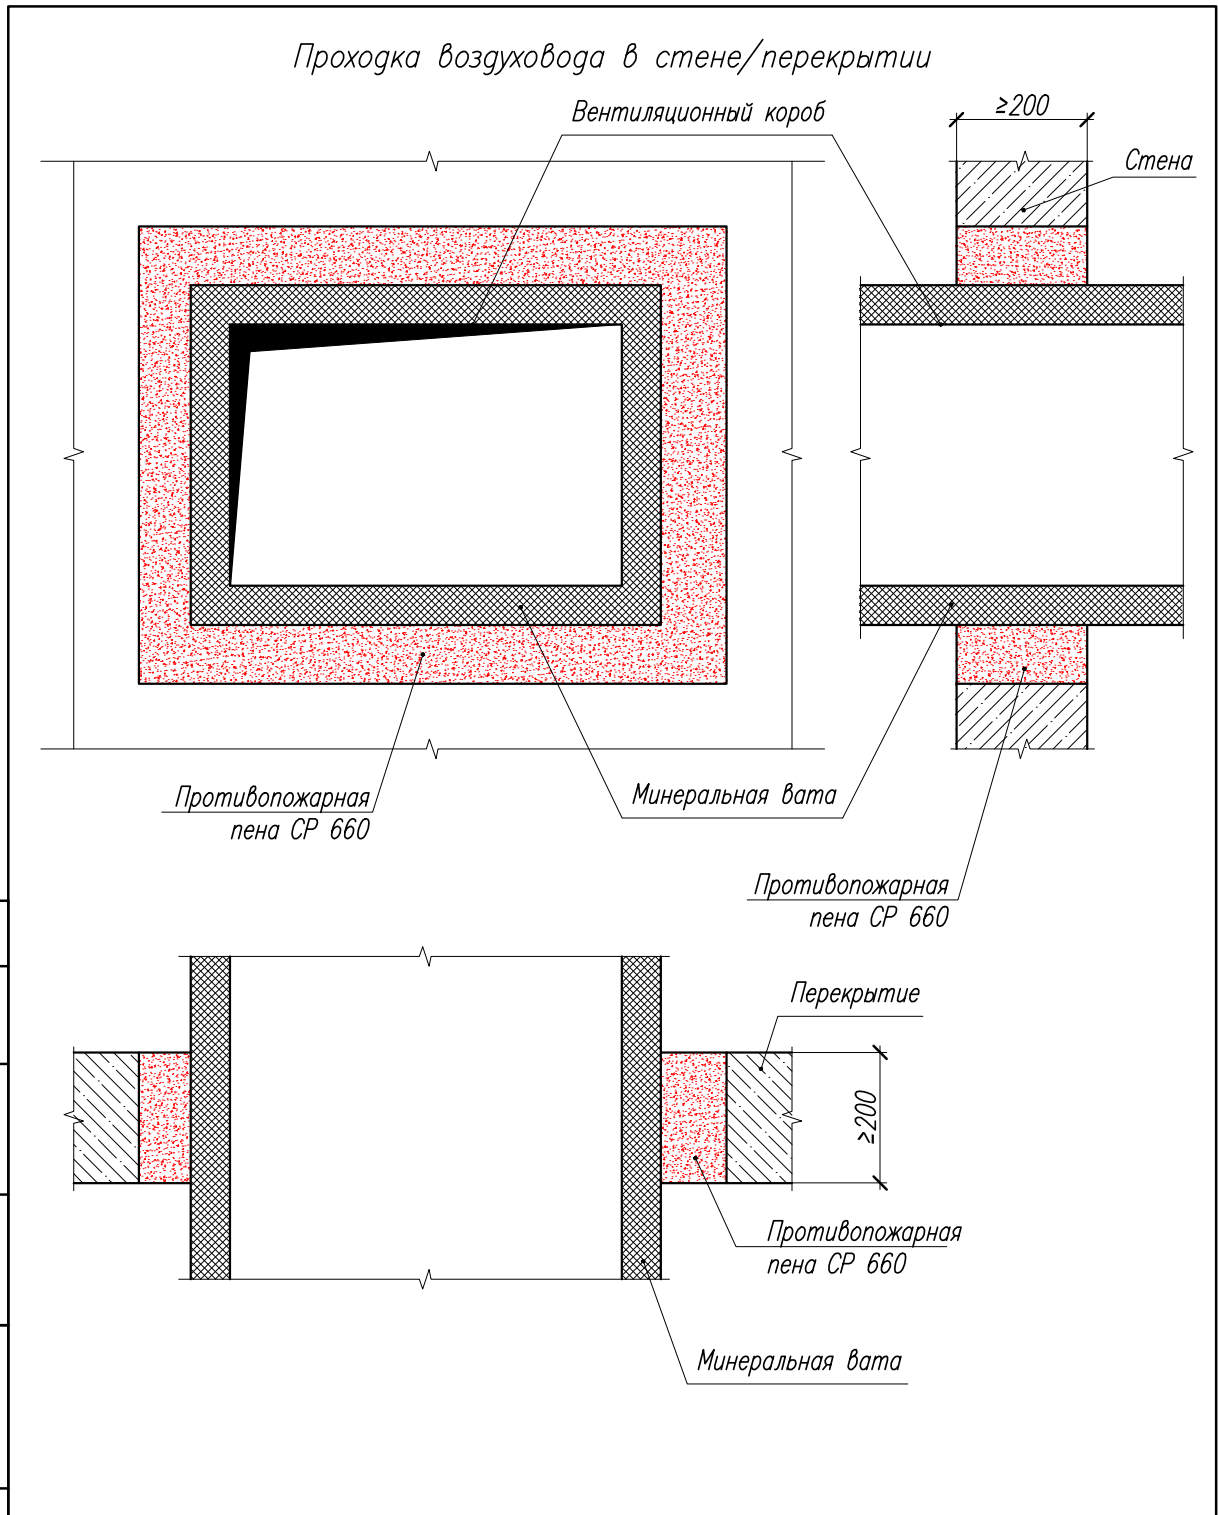 Проходка воздуховода в стене/перекрытии
Вентиляционный короб
≥200
Стена
Противопожарная
пена CP 660
Минеральная вата
Противопожарная
пена CP 660
Перекрытие
≥200
Противопожарная
пена CP 660
Минеральная вата